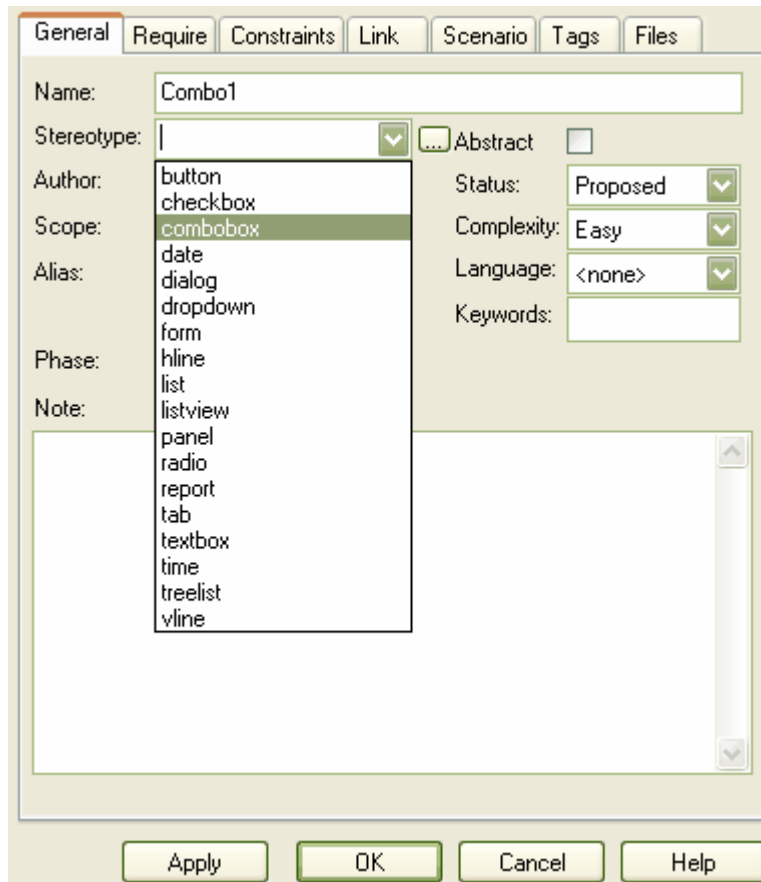 General Require Constraints Link Scenario Tags Files
Name: Combo1
Stereotype: ... Abstract
Author: button Status: Proposed
checkbox
Scope: combobox Complexity: Easy
date
Alias: dialog Language: <none>
dropdown Keywords:
form
Phase: hline
list
Note: listview
panel
radio
report
tab
textbox
time
treelist
vline
Apply OK Cancel Help